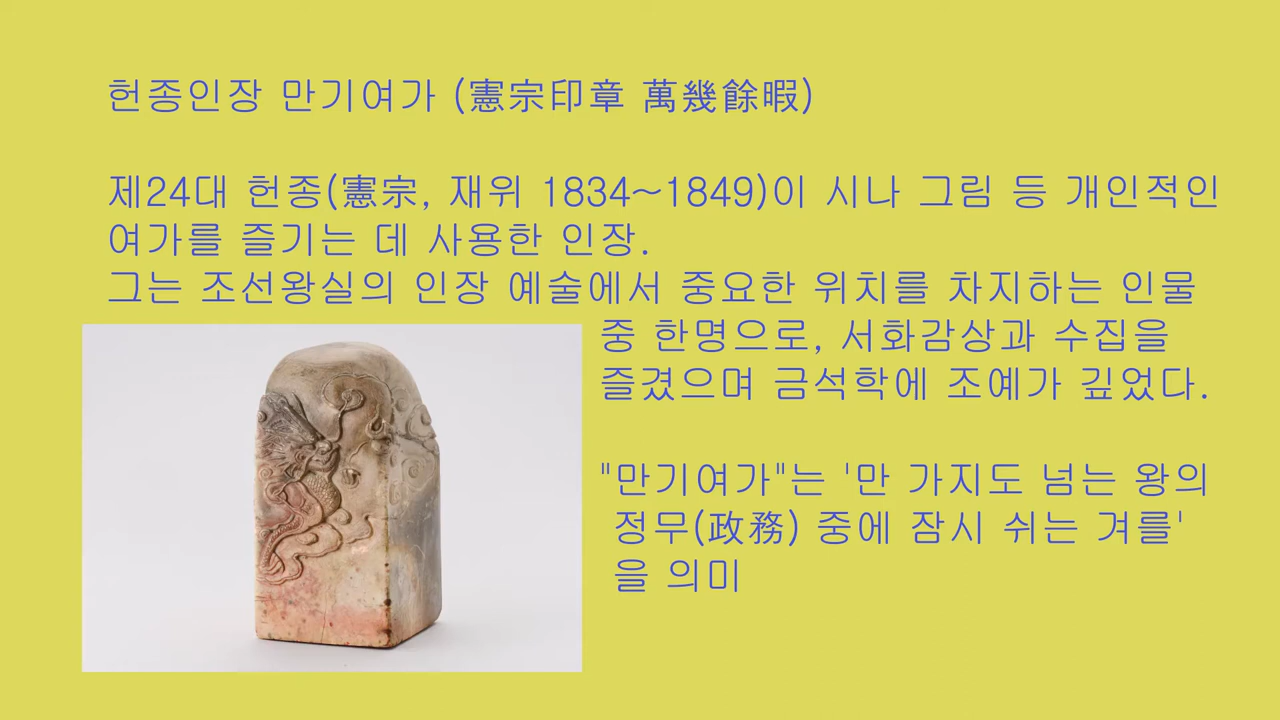 헌종인장 만기여가 (憲宗印章 萬幾餘暇)
제24대 헌종(憲宗, 재위 1834~1849)이 시나 그림 등 개인적인
여가를 즐기는 데 사용한 인장.
그는 조선왕실의 인장 예술에서 중요한 위치를 차지하는 인물
중 한명으로, 서화감상과 수집을
즐겼으며 금석학에 조예가 깊었다.
"만기여가"는 '만 가지도 넘는 왕의
정무(政務) 중에 잠시 쉬는 겨를'
을 의미